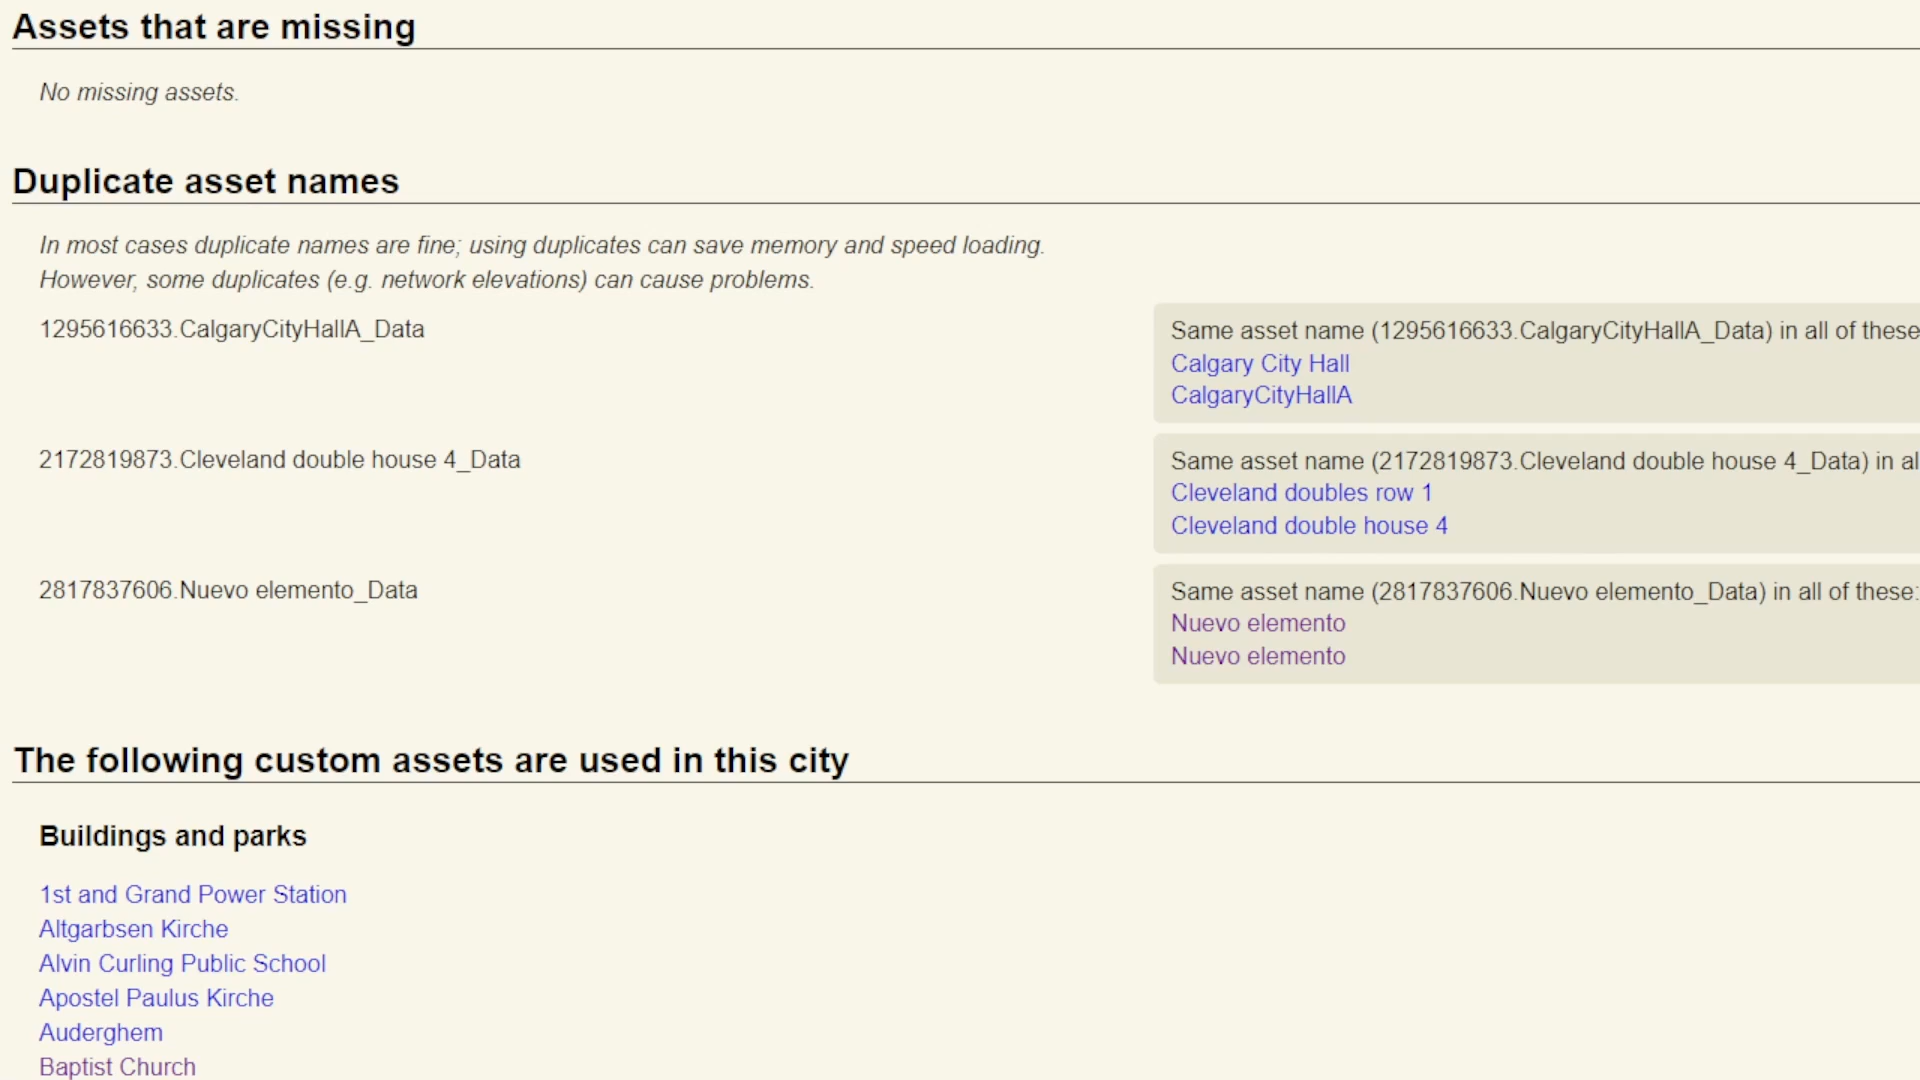 Assets that are missing
No missing assets.
Duplicate asset names
In most cases duplicate names are fine; using duplicates can save memory and speed loading.
However, some duplicates (e.g. network elevations) can cause problems.
1295616633.CalgaryCityHallA_Data
Same asset name (1295616633.CalgaryCityHallA_Data) in all of these
Calgary City Hall
CalgaryCityHallA
2172819873.Cleveland double house 4_Data
Same asset name (2172819873.Cleveland double house 4_Data) in al
Cleveland doubles row 1
Cleveland double house 4
2817837606.Nuevo elemento_Data
Same asset name (2817837606.Nuevo elemento_Data) in all of these:
Nuevo elemento
Nuevo elemento
The following custom assets are used in this city
Buildings and parks
1st and Grand Power Station
Altgarbsen Kirche
Alvin Curling Public School
Apostel Paulus Kirche
Auderghem
Baptist Church